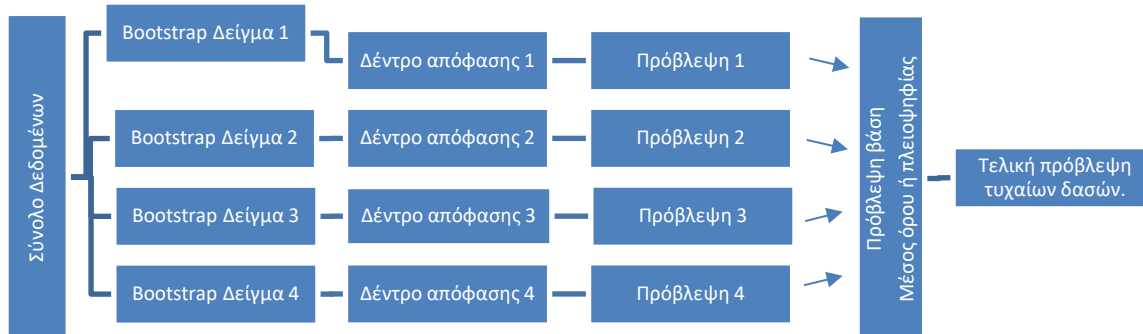 Σύνολο Δεδομένων
Bootstrap Δείγμα 1
Δέντρο απόφασης 1
Πρόβλεψη 1
Bootstrap Δείγμα 2
Δέντρο απόφασης 2
Πρόβλεψη 2
Bootstrap Δείγμα 3
Δέντρο απόφασης 3
Πρόβλεψη 3
Bootstrap Δείγμα 4
Δέντρο απόφασης 4
Πρόβλεψη 4
Πρόβλεψη βάση
Μέσος όρου ή πλειοψηφίας
Τελική πρόβλεψη
τυχαίων δασών.